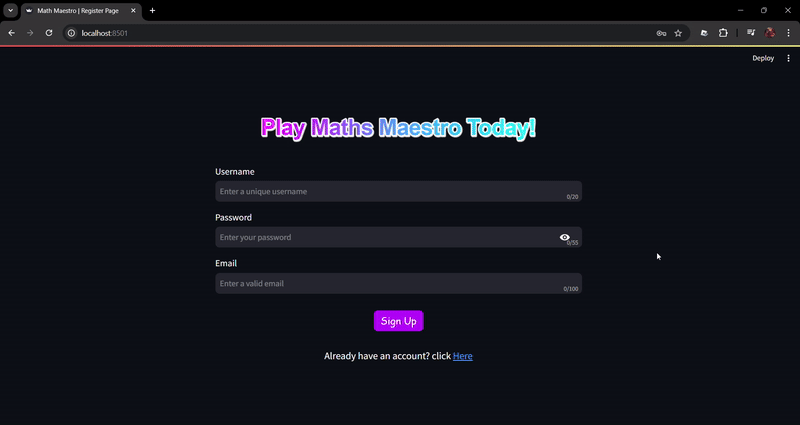 Math Maestro | Register Page
localhost:8501
Deploy
Play Maths Maestro Today!
Username
Enter a unique username
0/20
Password
Enter your password
0/55
Email
Enter a valid email
0/100
Sign Up
Already have an account? click Here